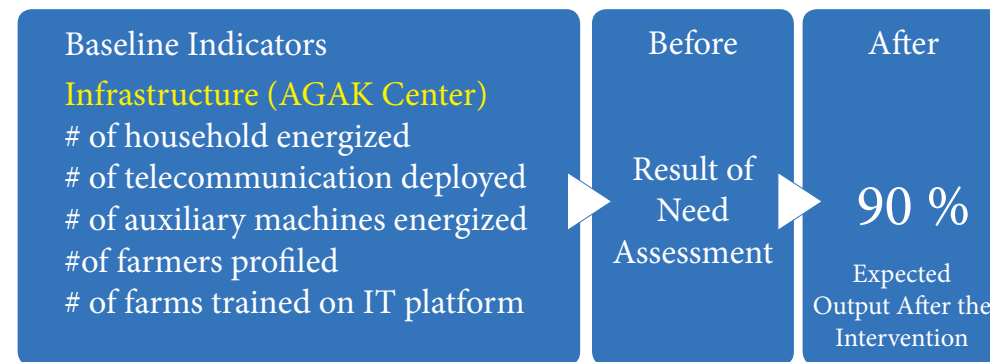 Baseline Indicators
Infrastructure (AGAK Center)
# of household energized
# of telecommunication deployed
# of auxiliary machines energized
#of farmers profiled
# of farms trained on IT platform
Before
Result of
Need
Assessment
After
90 %
Expected
Output After the
Intervention